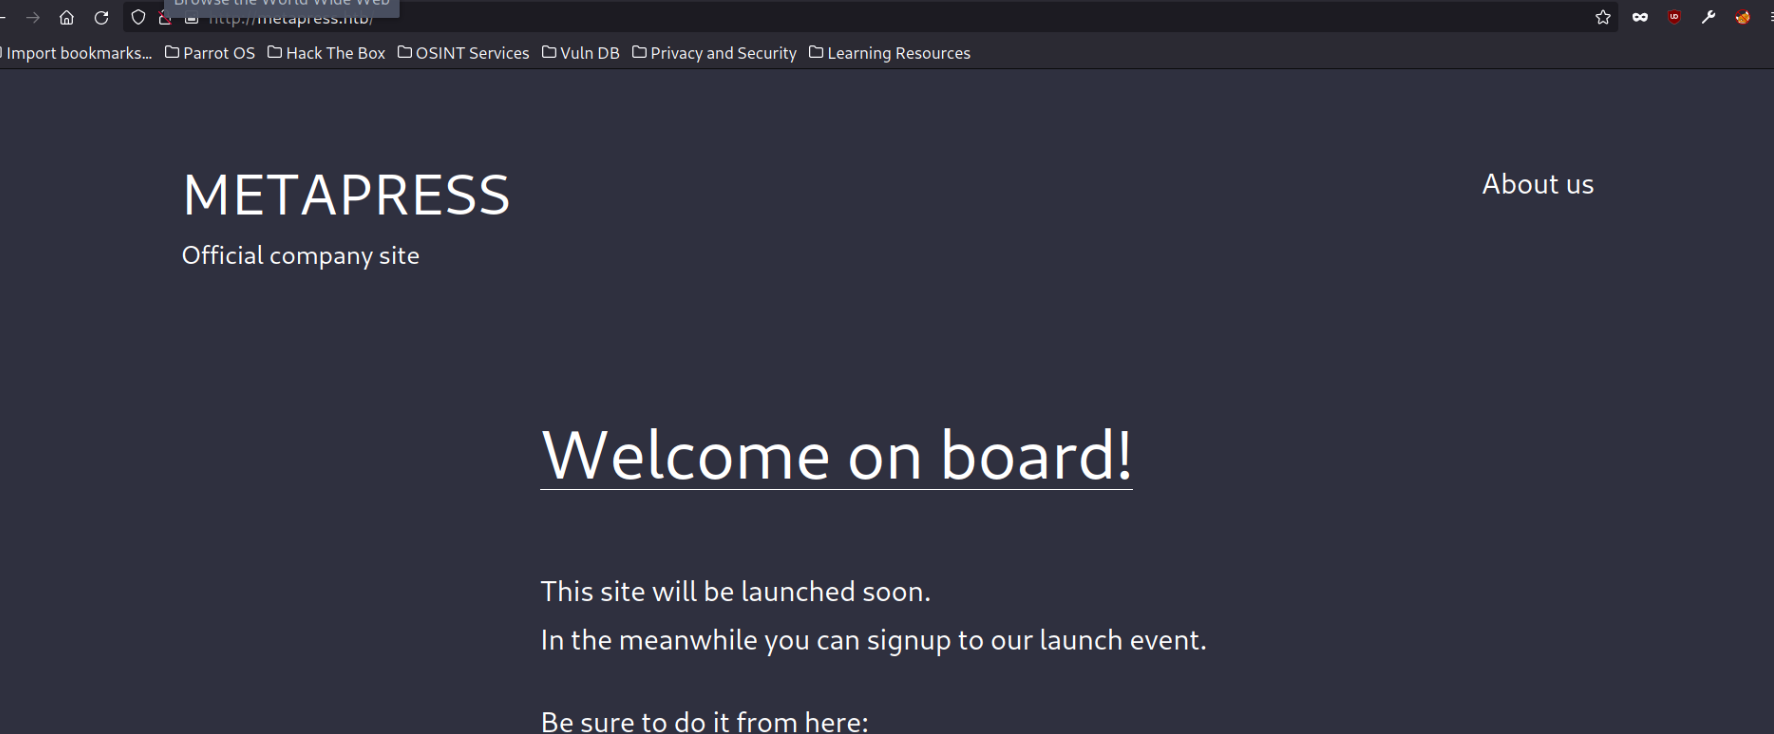 Browse the World Wide Web
http://metapress.htb/
Import bookmarks... Parrot OS Hack The Box OSINT Services Vuln DB Privacy and Security Learning Resources
METAPRESS
About us
Official company site
Welcome on board!
This site will be launched soon.
In the meanwhile you can signup to our launch event.
Be sure to do it from here: